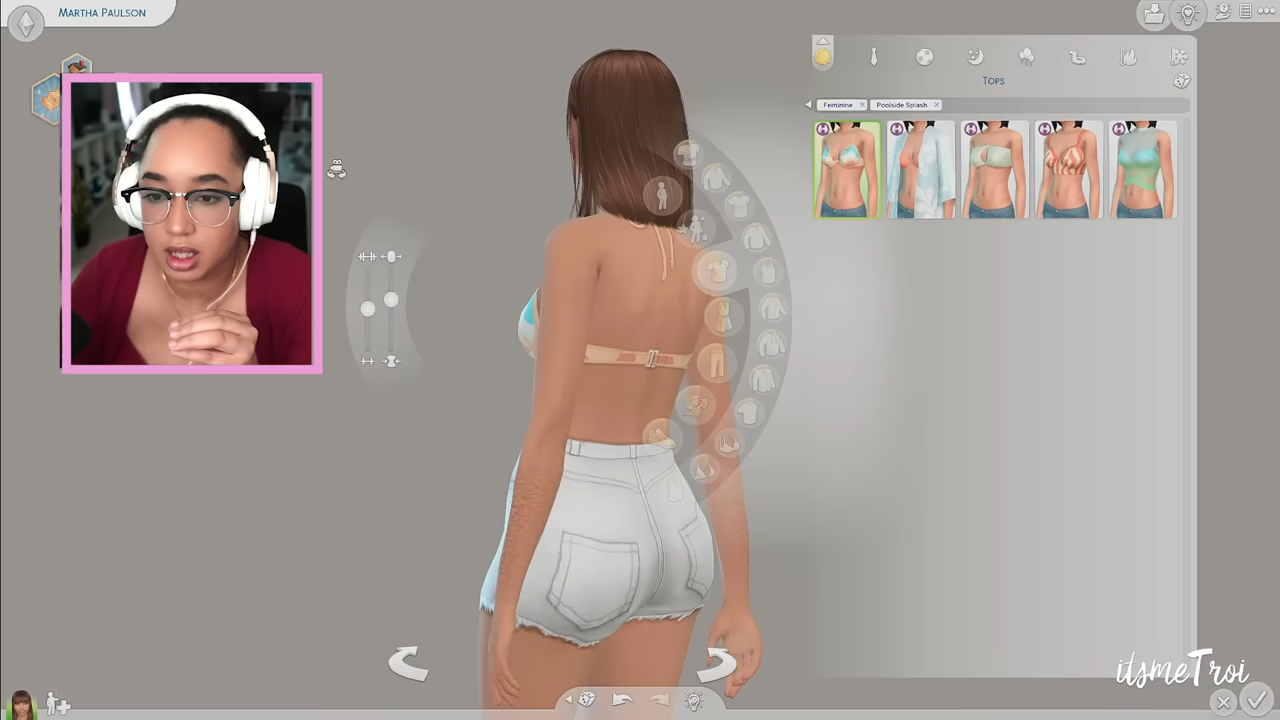 Martha Paulson
Tops
Feminine
Poolside Splash
itsmeTroi